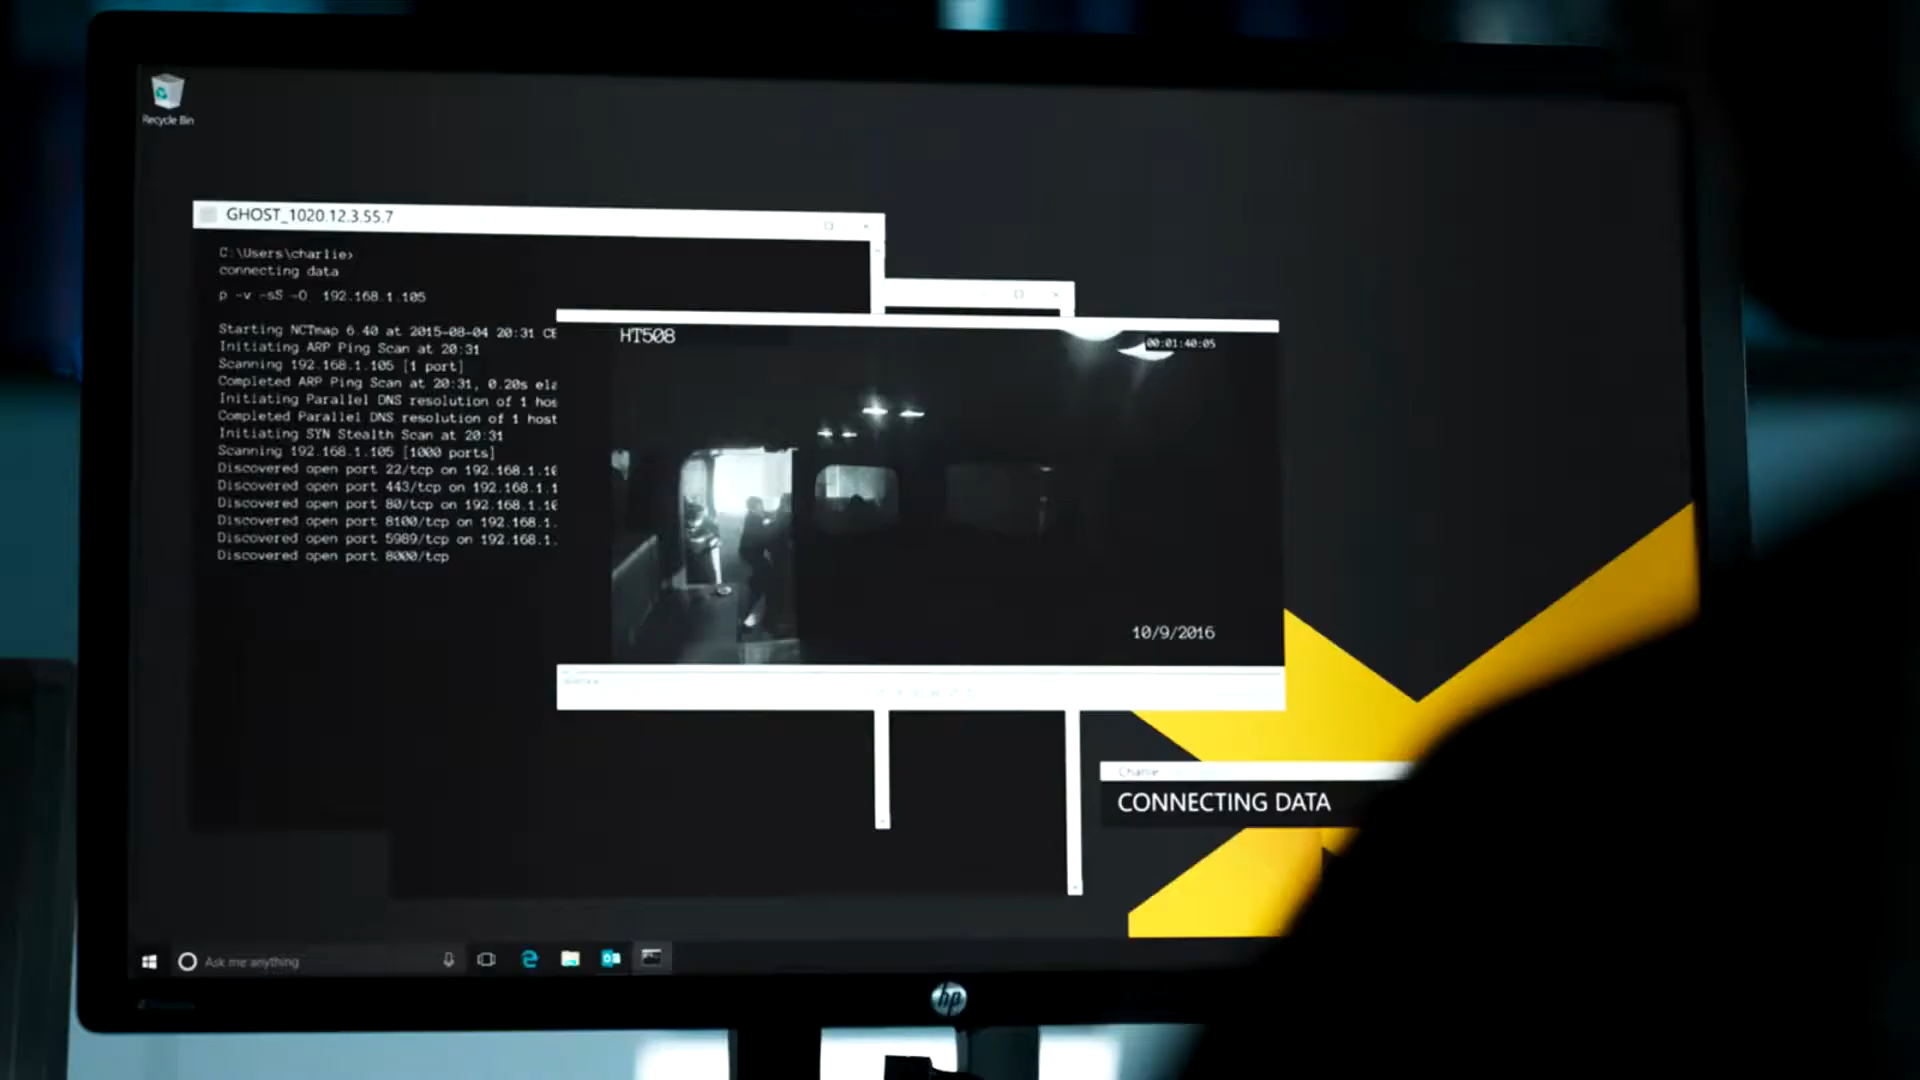 Recycle Bin
GHOST_1020.12.3.55.7
C:\Users\charlie>
connecting data
p -v -sS -O 192.168.1.105
Starting NCTmap 6.40 at 2015-08-04 20:31 CE
Initiating ARP Ping Scan at 20:31
Scanning 192.168.1.105 [1 port]
Completed ARP Ping Scan at 20:31, 0.20s ela
Initiating Parallel DNS resolution of 1 hos
Completed Parallel DNS resolution of 1 host
Initiating SYN Stealth Scan at 20:31
Scanning 192.168.1.105 [1000 ports]
Discovered open port 22/tcp on 192.168.1.10
Discovered open port 443/tcp on 192.168.1.1
Discovered open port 80/tcp on 192.168.1.10
Discovered open port 8100/tcp on 192.168.1.
Discovered open port 5989/tcp on 192.168.1.
Discovered open port 8000/tcp
HT508
00:01:40:05
10/9/2016
Charlie
CONNECTING DATA
Ask me anything
hp